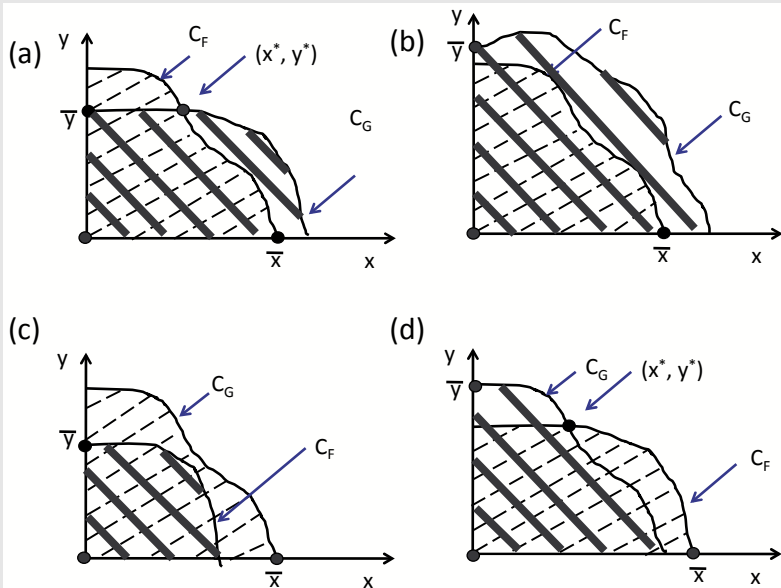 (a)
y
C_F
(x*, y*)
y̅
C_G
x̅
x
(b)
y
y̅
C_F
C_G
x̅
x
(c)
y
C_G
y̅
C_F
x̅
x
(d)
y
y̅
C_G
(x*, y*)
C_F
x̅
x